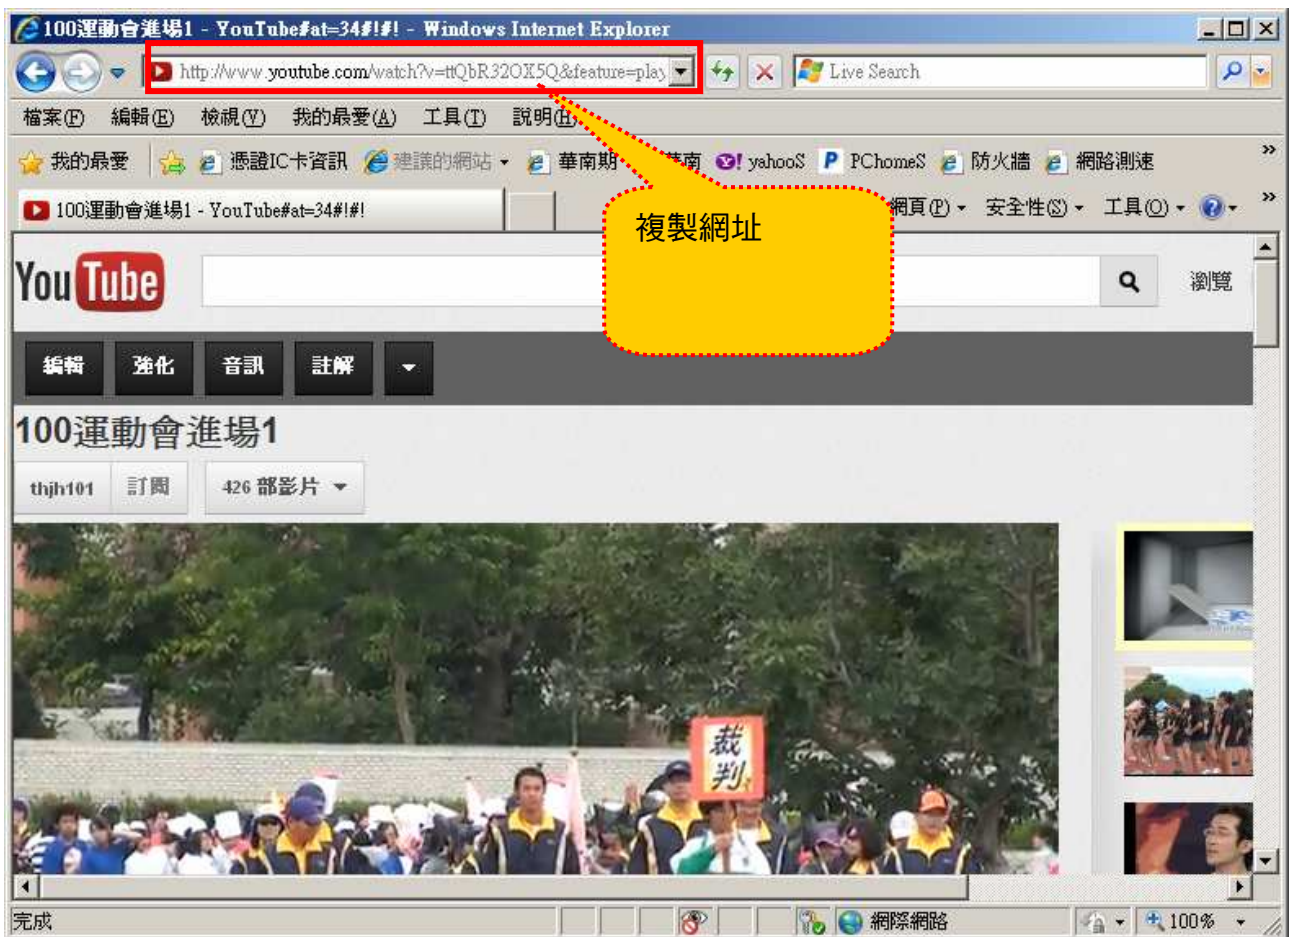 100運動會進場1 - YouTube#at=34#!#! - Windows Internet Explorer
http://www.youtube.com/watch?v=ttQbR32OX5Q&feature=play
Live Search
檔案(F) 編輯(E) 檢視(V) 我的最愛(A) 工具(T) 說明(H)
我的最愛 憑證IC卡資訊 建議的網站 華南期 華南 yahooS PChomeS 防火牆 網路測速 »
100運動會進場1 - YouTube#at=34#!#!
網頁(P) 安全性(S) 工具(O) »
複製網址
YouTube
瀏覽
編輯 強化 音訊 註解
100運動會進場1
thjh101 訂閱 426 部影片
裁判
完成
網際網路
100%